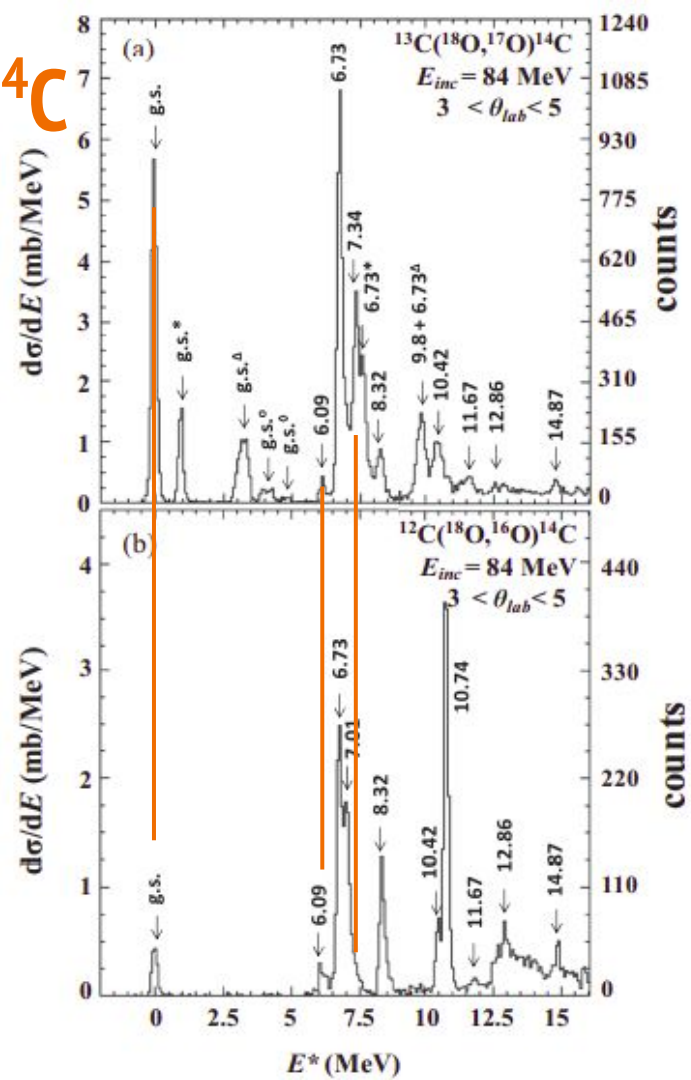 4C
(a)
13C(18O,17O)14C
Einc = 84 MeV
3 < θlab < 5
8
7
6
5
4
3
2
1
0
dσ/dE (mb/MeV)
1240
1085
930
775
620
465
310
155
0
counts
g.s.
g.s.*
g.s.Δ
g.s.○
g.s.◊
6.09
6.73
7.34
6.73*
8.32
9.8 + 6.73Δ
10.42
11.67
12.86
14.87
(b)
12C(18O,16O)14C
Einc = 84 MeV
3 < θlab < 5
4
3
2
1
0
dσ/dE (mb/MeV)
440
330
220
110
0
counts
g.s.
6.09
6.73
7.01
8.32
10.42
10.74
11.67
12.86
14.87
0 2.5 5 7.5 10 12.5 15
E* (MeV)